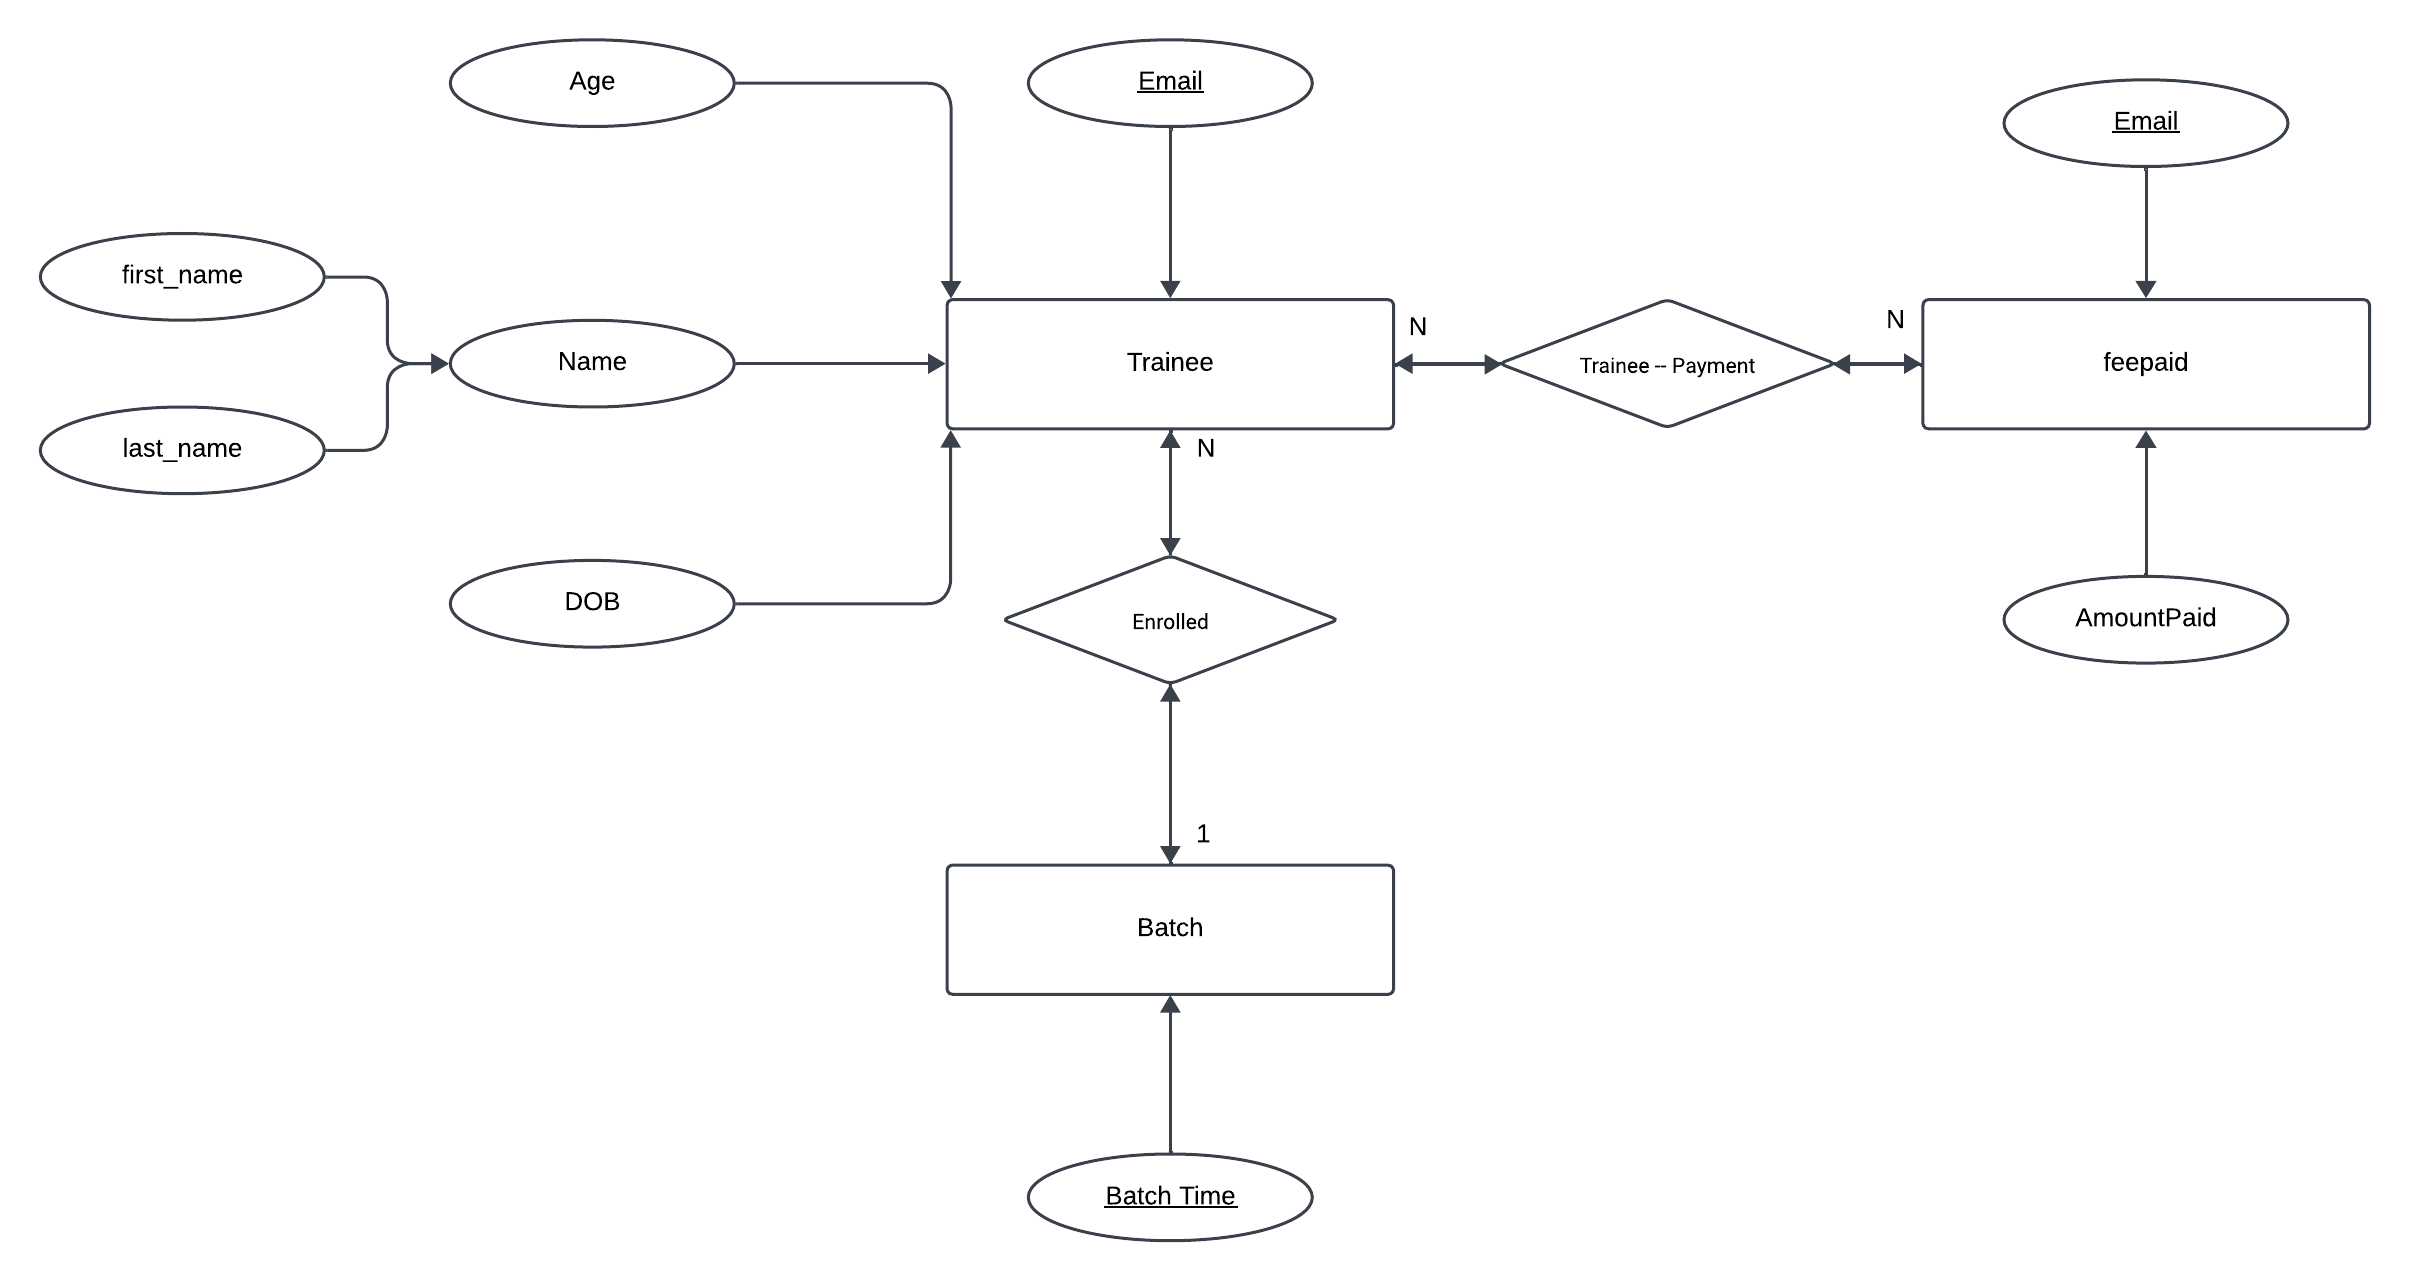 Age
Email
Email
first_name
Name
last_name
Trainee
N
Trainee -- Payment
N
feepaid
N
DOB
Enrolled
AmountPaid
1
Batch
Batch Time